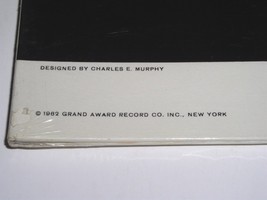 DESIGNED BY CHARLES E. MURPHY
© 1962 GRAND AWARD RECORD CO. INC., NEW YORK